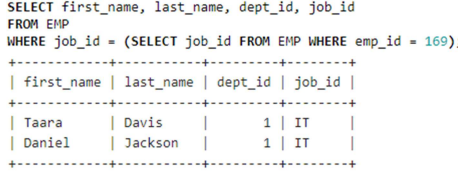 SELECT first_name, last_name, dept_id, job_id
FROM EMP
WHERE job_id = (SELECT job_id FROM EMP WHERE emp_id = 169)
+------------+-----------+---------+--------+
| first_name | last_name | dept_id | job_id |
+------------+-----------+---------+--------+
| Taara      | Davis     |       1 | IT     |
| Daniel     | Jackson   |       1 | IT     |
+------------+-----------+---------+--------+